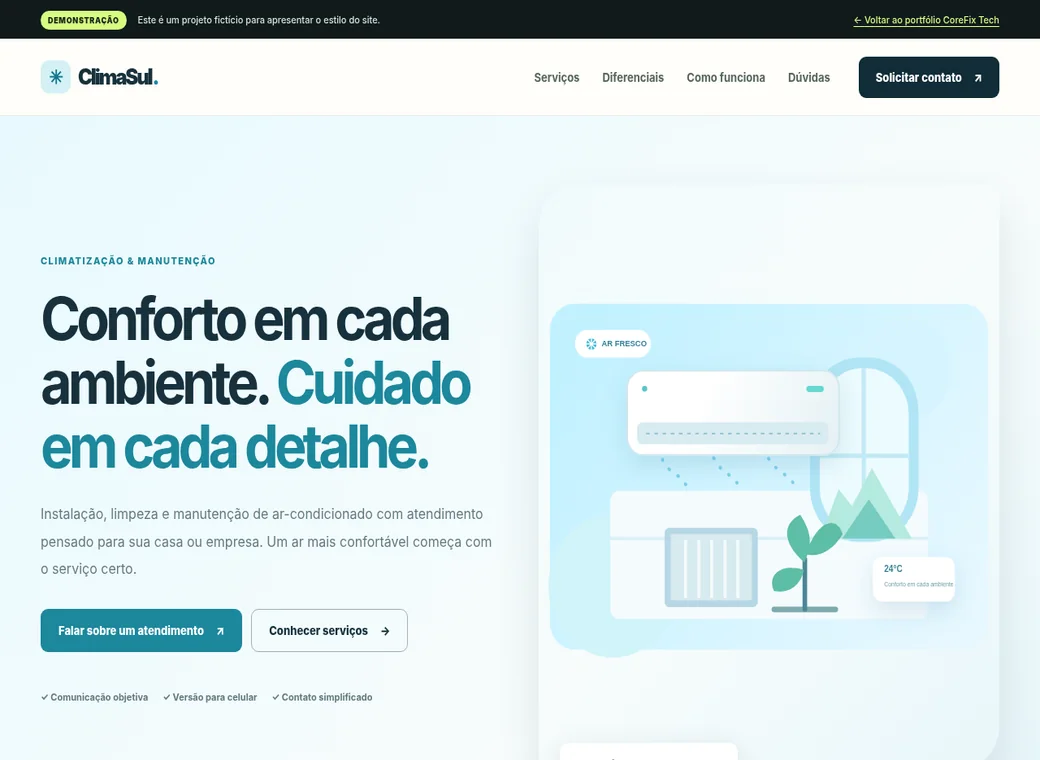 DEMONSTRAÇÃO
Este é um projeto fictício para apresentar o estilo do site.
← Voltar ao portfólio CoreFix Tech
ClimaSul.
Serviços
Diferenciais
Como funciona
Dúvidas
Solicitar contato ↗
CLIMATIZAÇÃO & MANUTENÇÃO
Conforto em cada
ambiente. Cuidado
em cada detalhe.
Instalação, limpeza e manutenção de ar-condicionado com atendimento
pensado para sua casa ou empresa. Um ar mais confortável começa com
o serviço certo.
Falar sobre um atendimento ↗
Conhecer serviços →
✓ Comunicação objetiva
✓ Versão para celular
✓ Contato simplificado
AR FRESCO
24°C
Conforto em cada ambiente